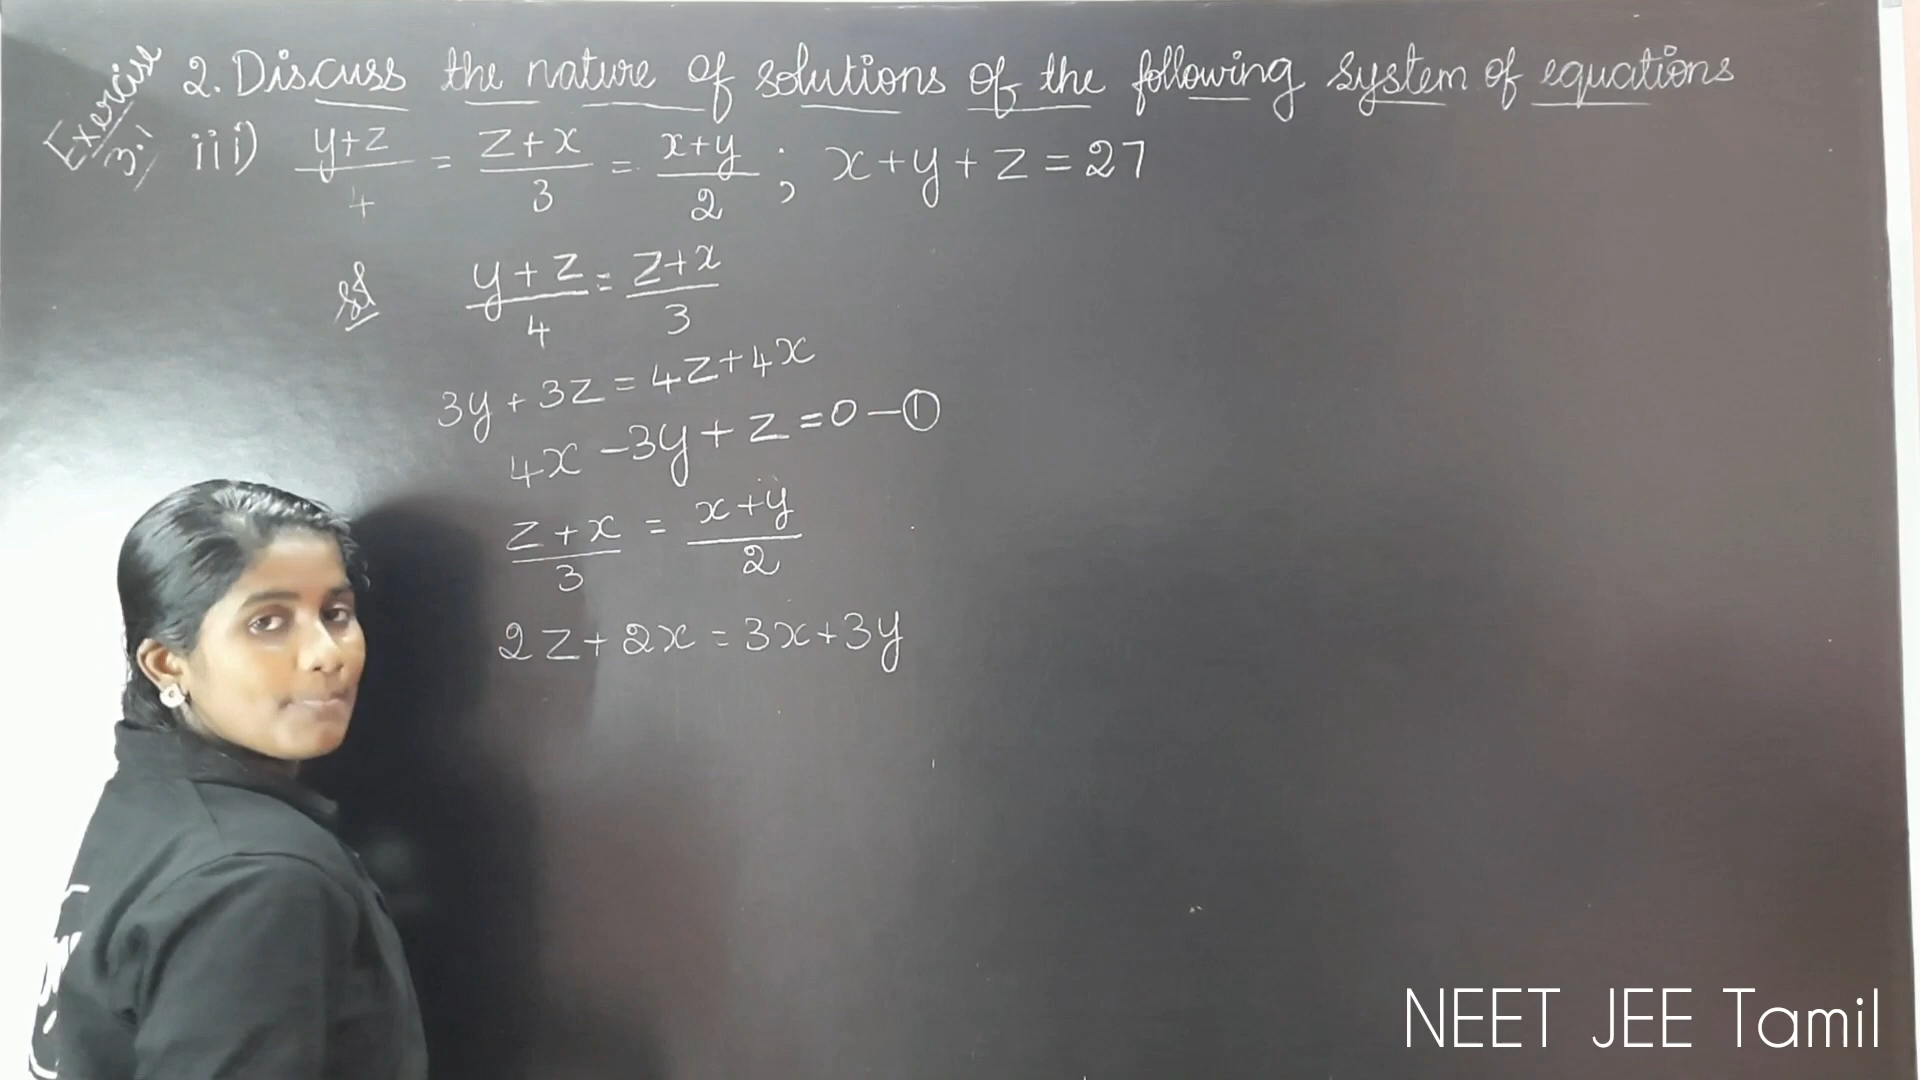 Exercise 3.1
2. Discuss the nature of solutions of the following system of equations
iii) y+z/4 = z+x/3 = x+y/2 ; x+y+z=27
sol y+z/4 = z+x/3
3y+3z=4z+4x
4x-3y+z=0-①
z+x/3 = x+y/2
2z+2x=3x+3y
NEET JEE Tamil